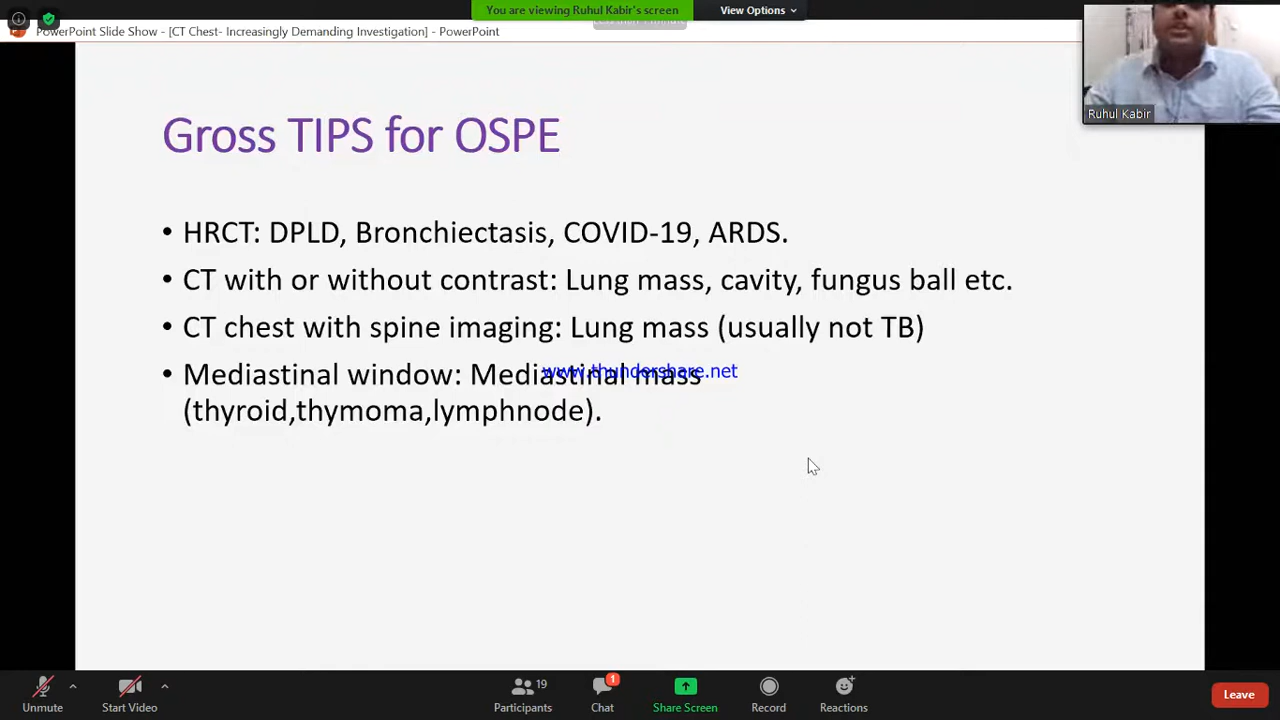 You are viewing Ruhul Kabir's screen
View Options
PowerPoint Slide Show - [CT Chest- Increasingly Demanding Investigation] - PowerPoint
Ruhul Kabir
Gross TIPS for OSPE
• HRCT: DPLD, Bronchiectasis, COVID-19, ARDS.
• CT with or without contrast: Lung mass, cavity, fungus ball etc.
• CT chest with spine imaging: Lung mass (usually not TB)
• Mediastinal window: Mediastinal mass
www.thundershare.net
(thyroid,thymoma,lymphnode).
Unmute
Start Video
19
Participants
1
Chat
Share Screen
Record
Reactions
Leave